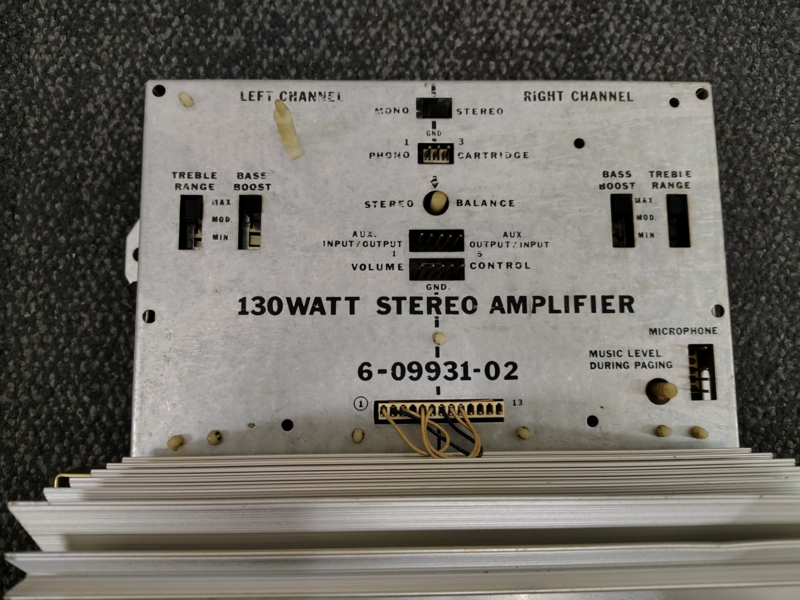 LEFT CHANNEL
RIGHT CHANNEL
MONO STEREO
GND
1 3
PHONO CARTRIDGE
TREBLE RANGE
BASS BOOST
MAX.
MOD.
MIN.
STEREO BALANCE
BASS BOOST
TREBLE RANGE
MAX.
MOD.
MIN.
AUX. INPUT/OUTPUT
AUX. OUTPUT/INPUT
1 5
VOLUME CONTROL
GND.
130WATT STEREO AMPLIFIER
MICROPHONE
MUSIC LEVEL
DURING PAGING
6-09931-02
1 13